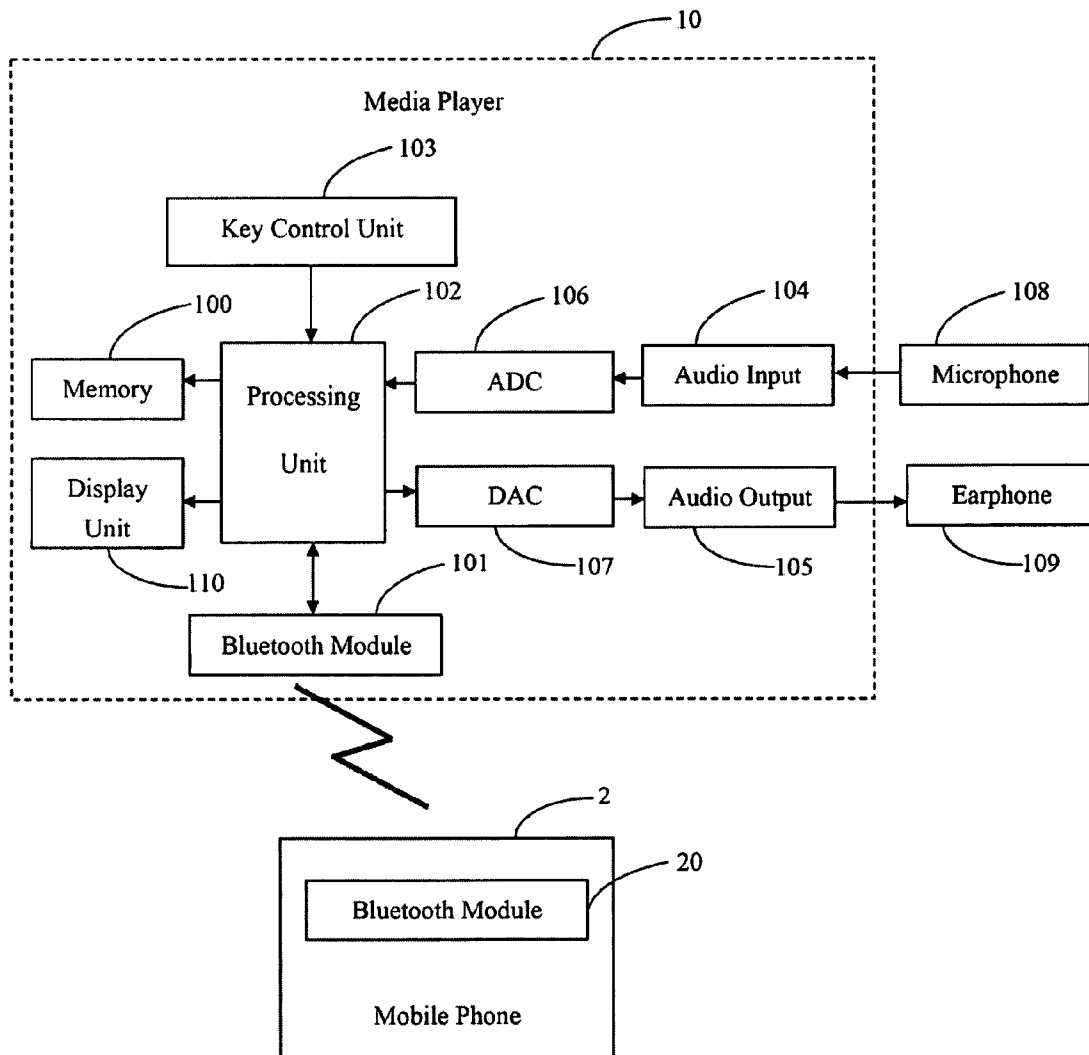 10
Media Player
103
Key Control Unit
100
102
106
104
108
Memory
Processing
Unit
ADC
Audio Input
Microphone
Display
Unit
DAC
Audio Output
Earphone
110
101
107
105
109
Bluetooth Module
2
20
Bluetooth Module
Mobile Phone